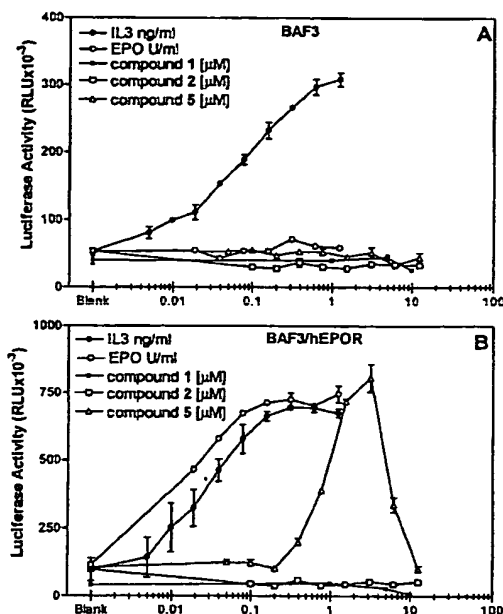 A
BAF3
IL3 ng/ml
EPO U/ml
compound 1 [µM]
compound 2 [µM]
compound 5 [µM]
Luciferase Activity (RLUx10-3)
400
300
200
100
0
Blank 0.01 0.1 1 10 100
B
BAF3/hEPOR
IL3 ng/ml
EPO U/ml
compound 1 [µM]
compound 2 [µM]
compound 5 [µM]
Luciferase Activity (RLUx10-3)
1000
750
500
250
0
Blank 0.01 0.1 1 10 100